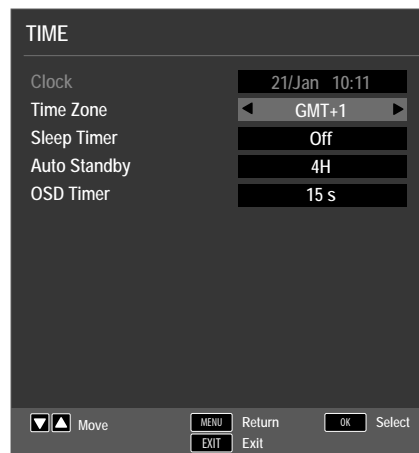 TIME
Clock 21/Jan 10:11
Time Zone GMT+1
Sleep Timer Off
Auto Standby 4H
OSD Timer 15 s
Move MENU Return OK Select
EXIT Exit